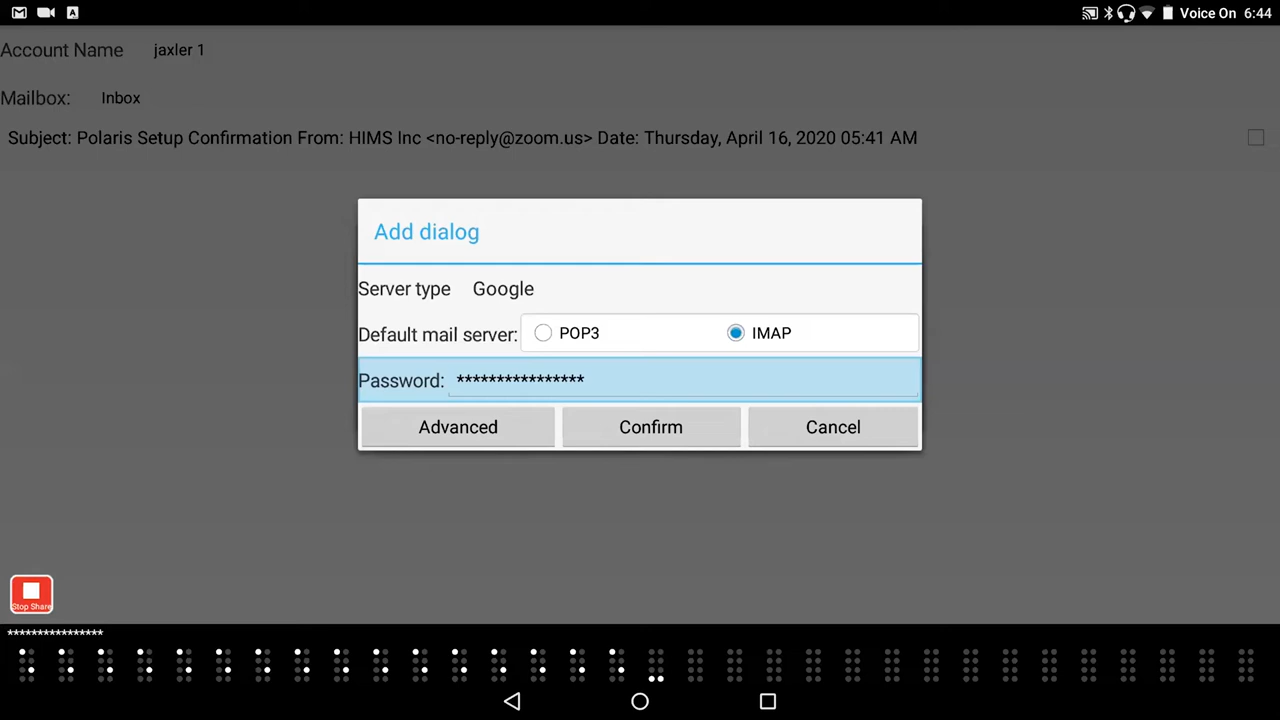 Voice On 6:44
Account Name jaxler 1
Mailbox: Inbox
Subject: Polaris Setup Confirmation From: HIMS Inc <no-reply@zoom.us> Date: Thursday, April 16, 2020 05:41 AM
Add dialog
Server type Google
Default mail server: POP3 IMAP
Password: ****************
Advanced Confirm Cancel
Stop Share
****************